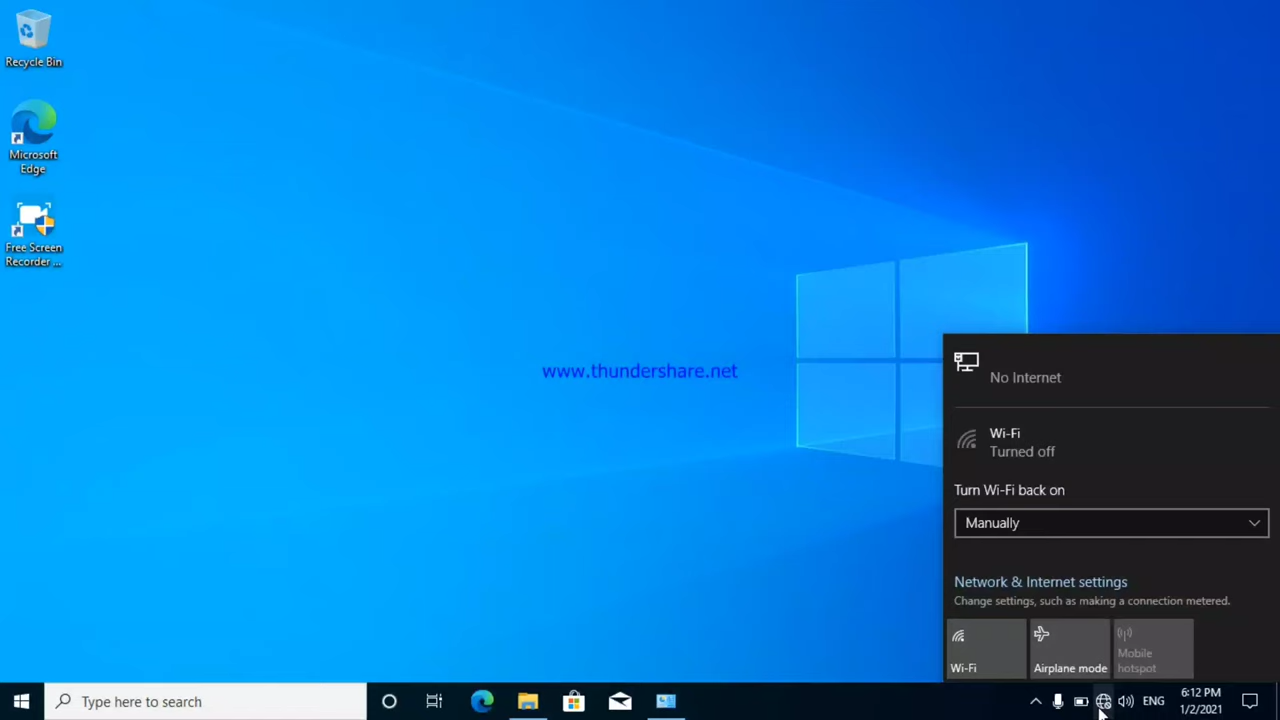 Recycle Bin
Microsoft
Edge
Free Screen
Recorder ...
www.thundershare.net
No Internet
Wi-Fi
Turned off
Turn Wi-Fi back on
Manually
Network & Internet settings
Change settings, such as making a connection metered.
Wi-Fi
Airplane mode
Mobile
hotspot
Type here to search
ENG
6:12 PM
1/2/2021